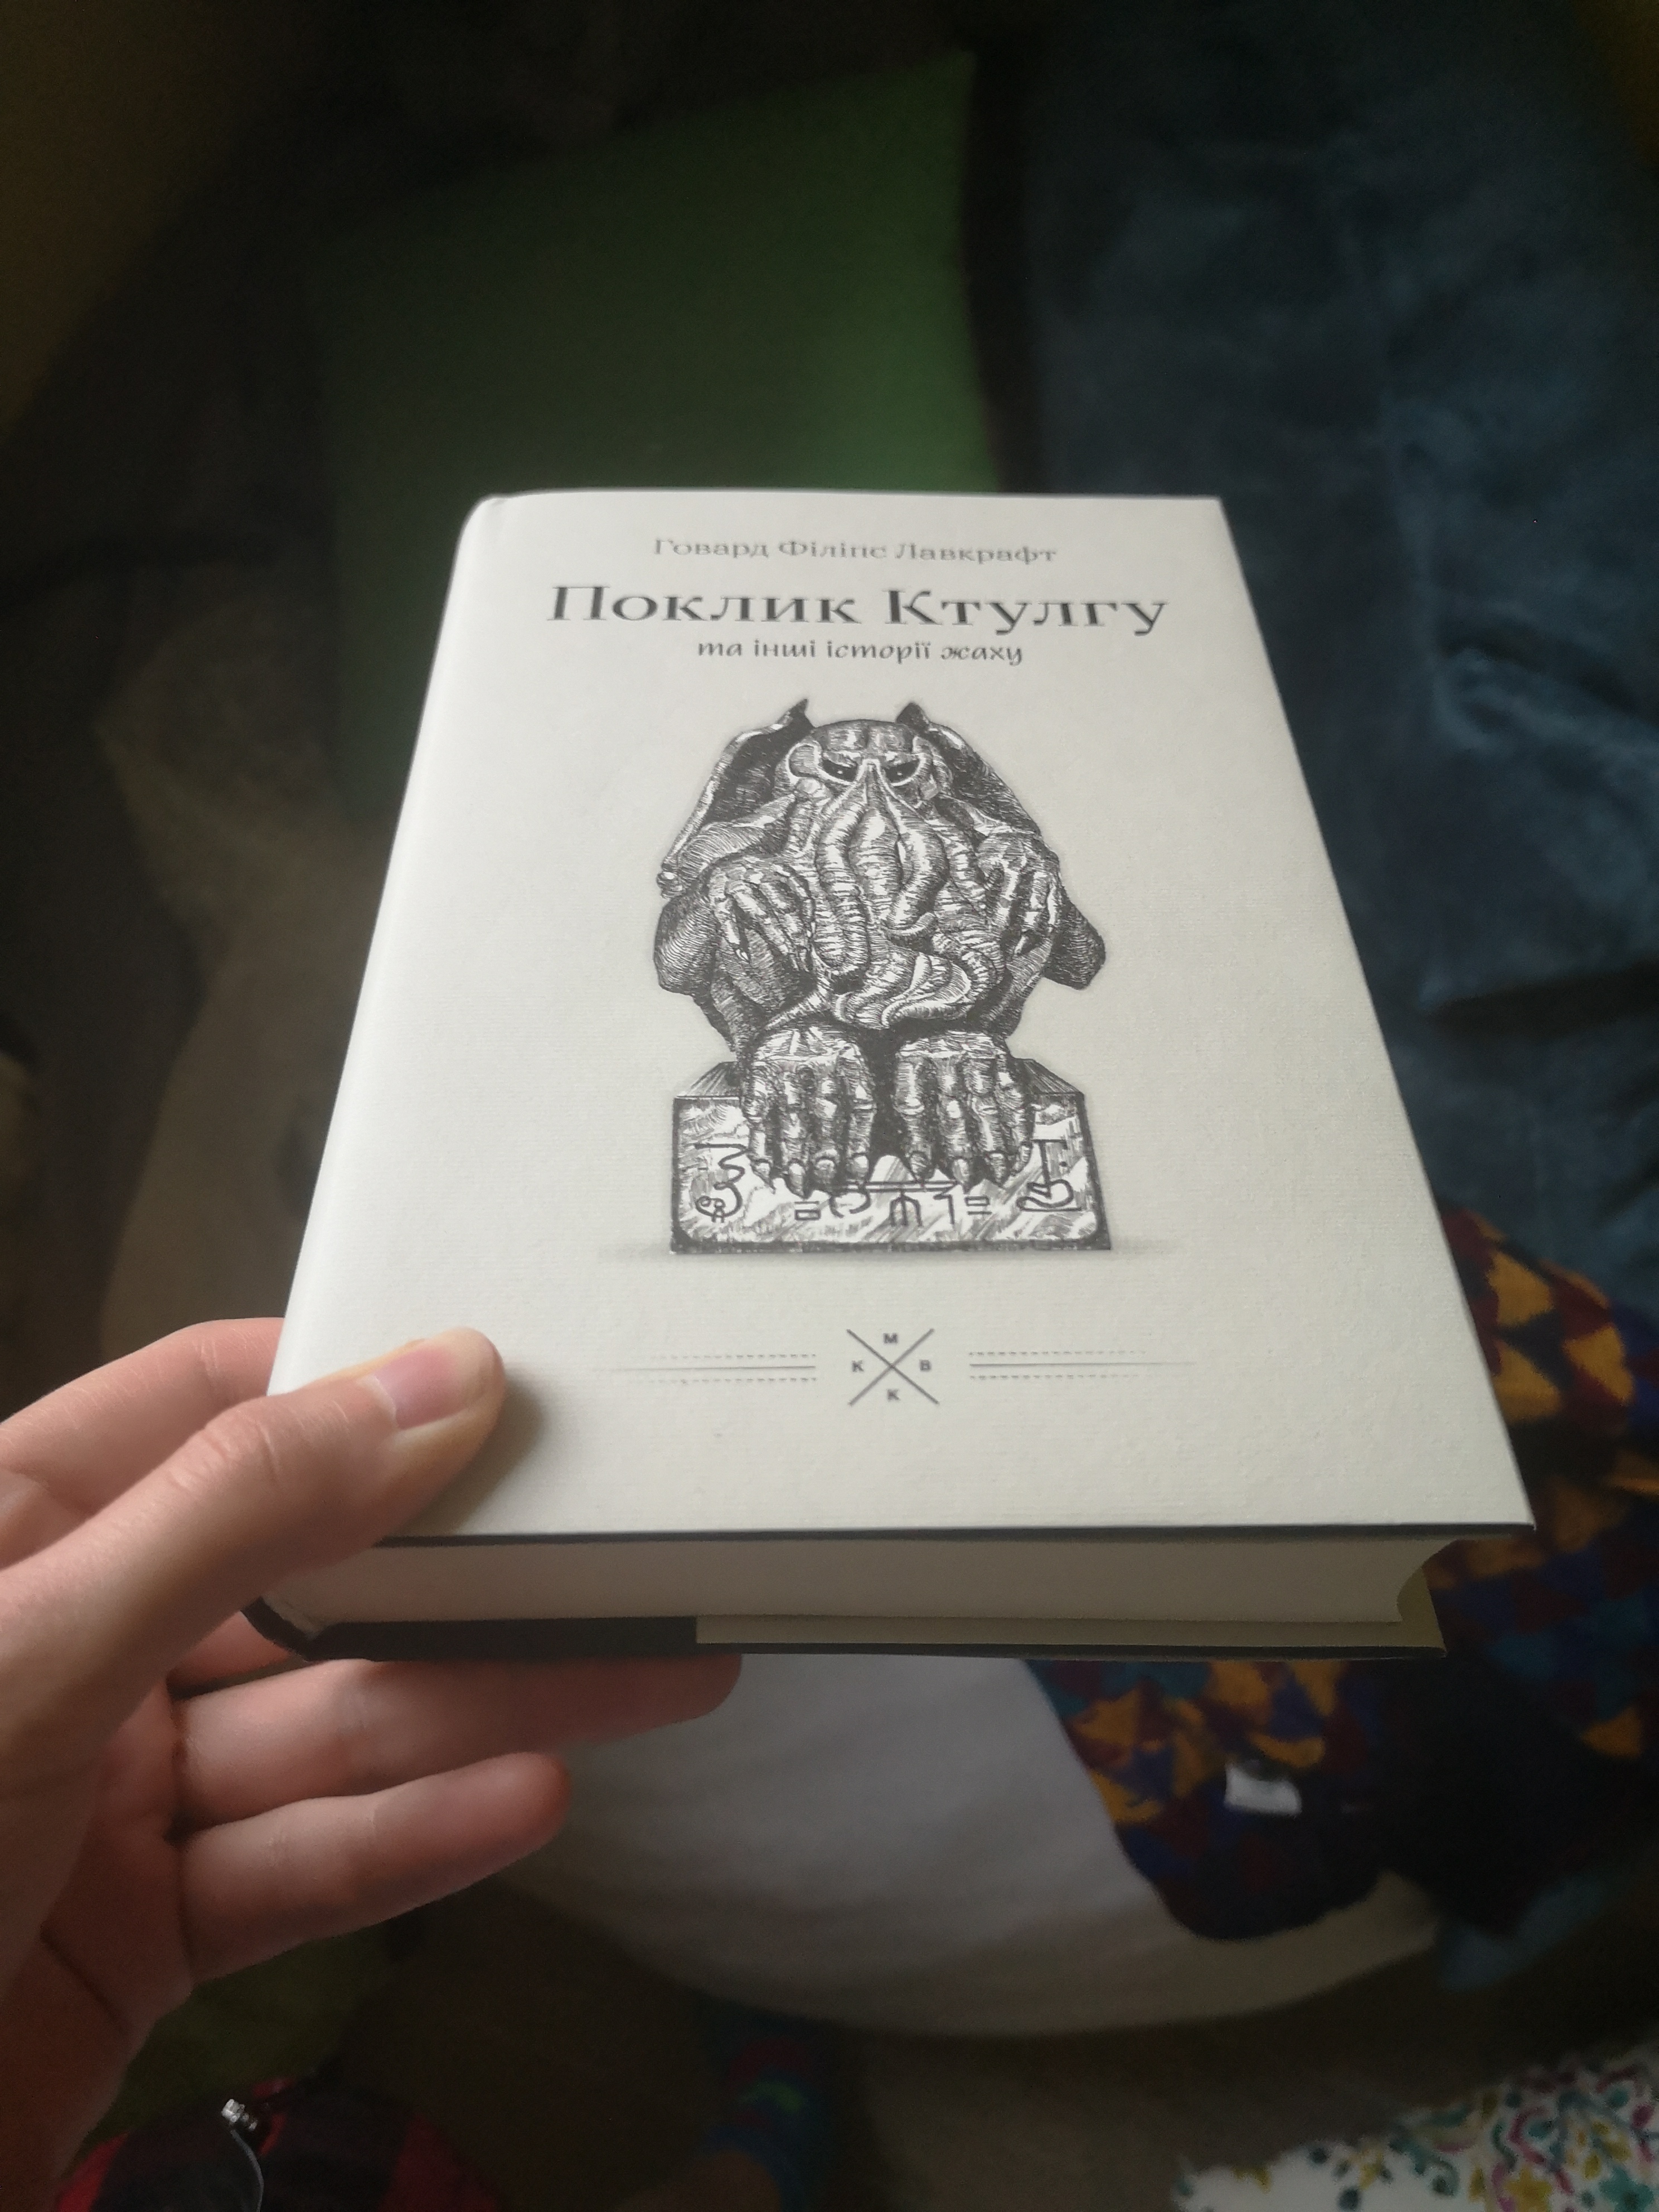 Говард Філіпс Лавкрафт
Поклик Ктулгу
та інші історії жаху
М
К В
К